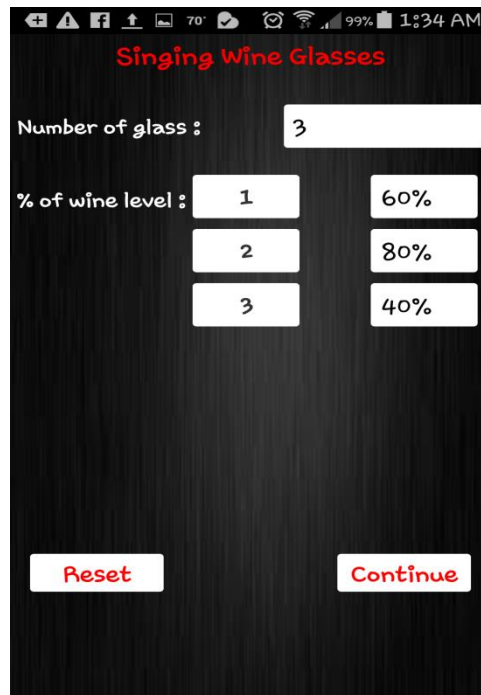 70° 99% 1:34 AM
Singing Wine Glasses
Number of glass : 3
% of wine level : 1 60%
2 80%
3 40%
Reset Continue